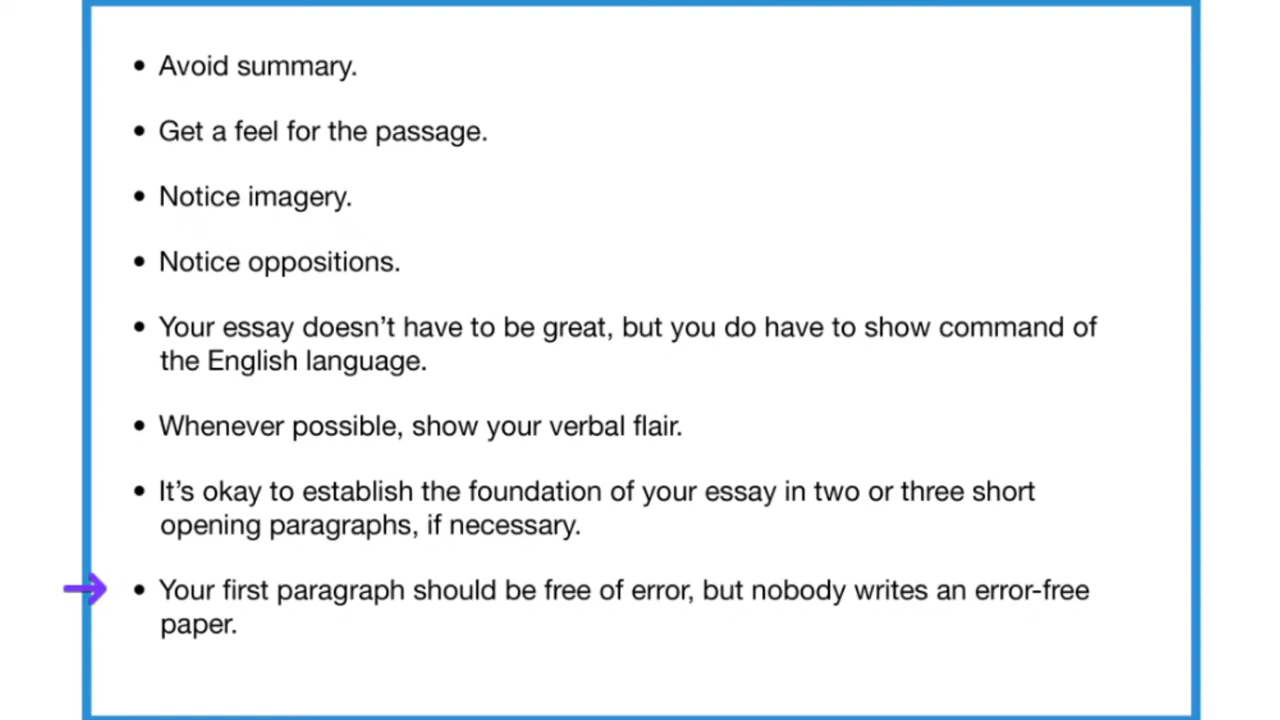 • Avoid summary.
• Get a feel for the passage.
• Notice imagery.
• Notice oppositions.
• Your essay doesn’t have to be great, but you do have to show command of
the English language.
• Whenever possible, show your verbal flair.
• It’s okay to establish the foundation of your essay in two or three short
opening paragraphs, if necessary.
• Your first paragraph should be free of error, but nobody writes an error-free
paper.